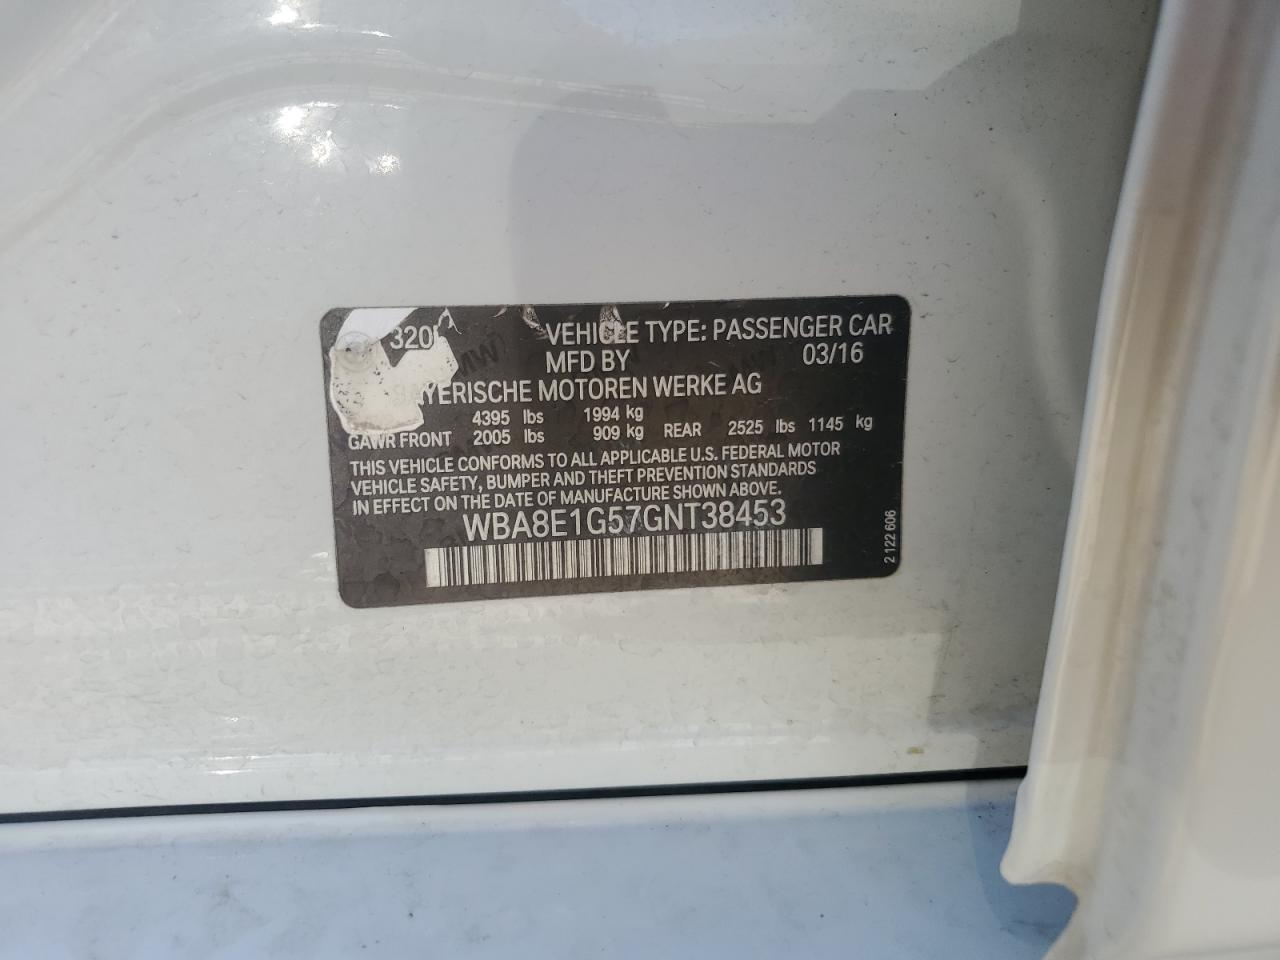 320i VEHICLE TYPE: PASSENGER CAR
MFD BY 03/16
YERISCHE MOTOREN WERKE AG
4395 lbs 1994 kg
GAWR FRONT 2005 lbs 909 kg REAR 2525 lbs 1145 kg
THIS VEHICLE CONFORMS TO ALL APPLICABLE U.S. FEDERAL MOTOR
VEHICLE SAFETY, BUMPER AND THEFT PREVENTION STANDARDS
IN EFFECT ON THE DATE OF MANUFACTURE SHOWN ABOVE.
WBA8E1G57GNT38453
2 122 606